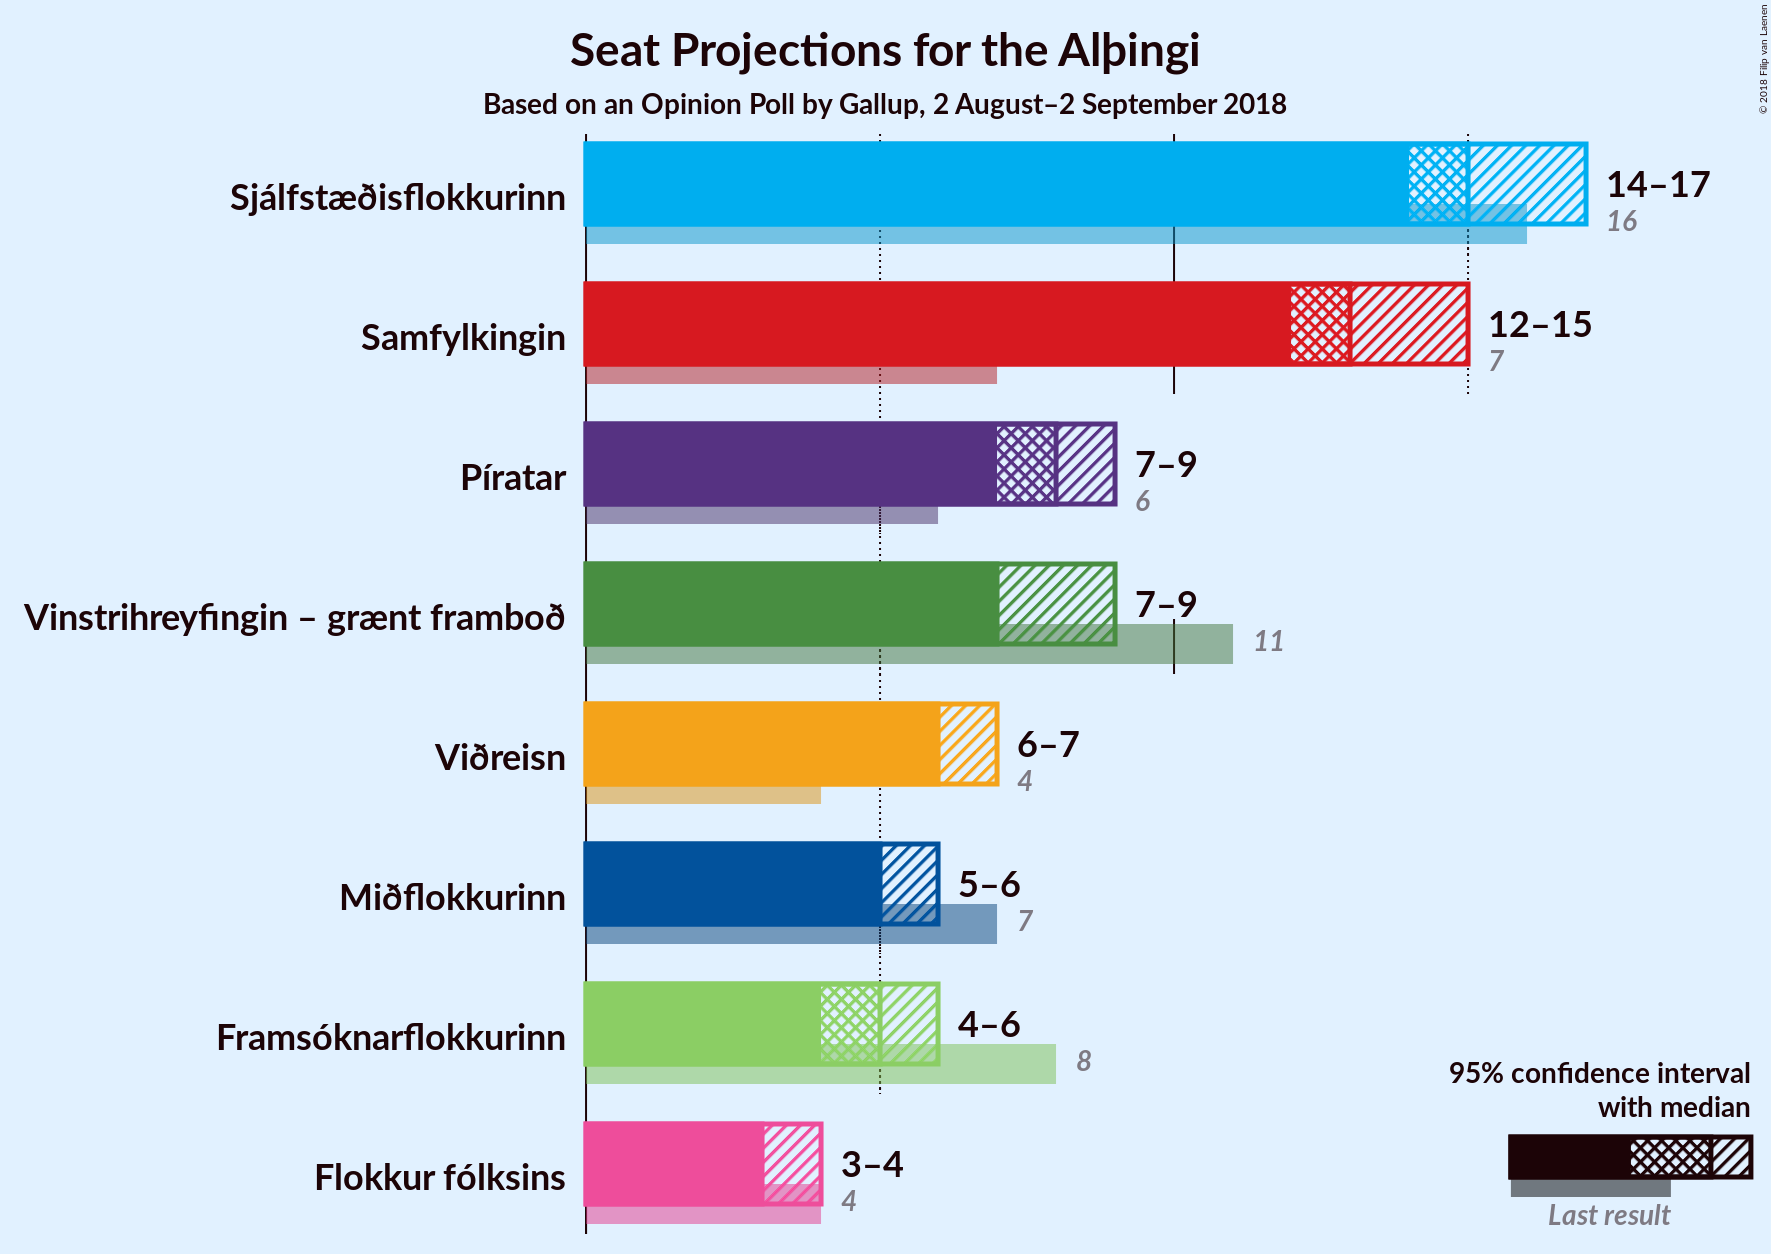 Seat Projections for the Alþingi
Based on an Opinion Poll by Gallup, 2 August–2 September 2018
© 2018 Filip van Laenen
Sjálfstæðisflokkurinn
14–17
16
Samfylkingin
12–15
7
Píratar
7–9
6
Vinstrihreyfingin – grænt framboð
7–9
11
Viðreisn
6–7
4
Miðflokkurinn
5–6
7
Framsóknarflokkurinn
4–6
8
Flokkur fólksins
3–4
4
95% confidence interval
with median
Last result